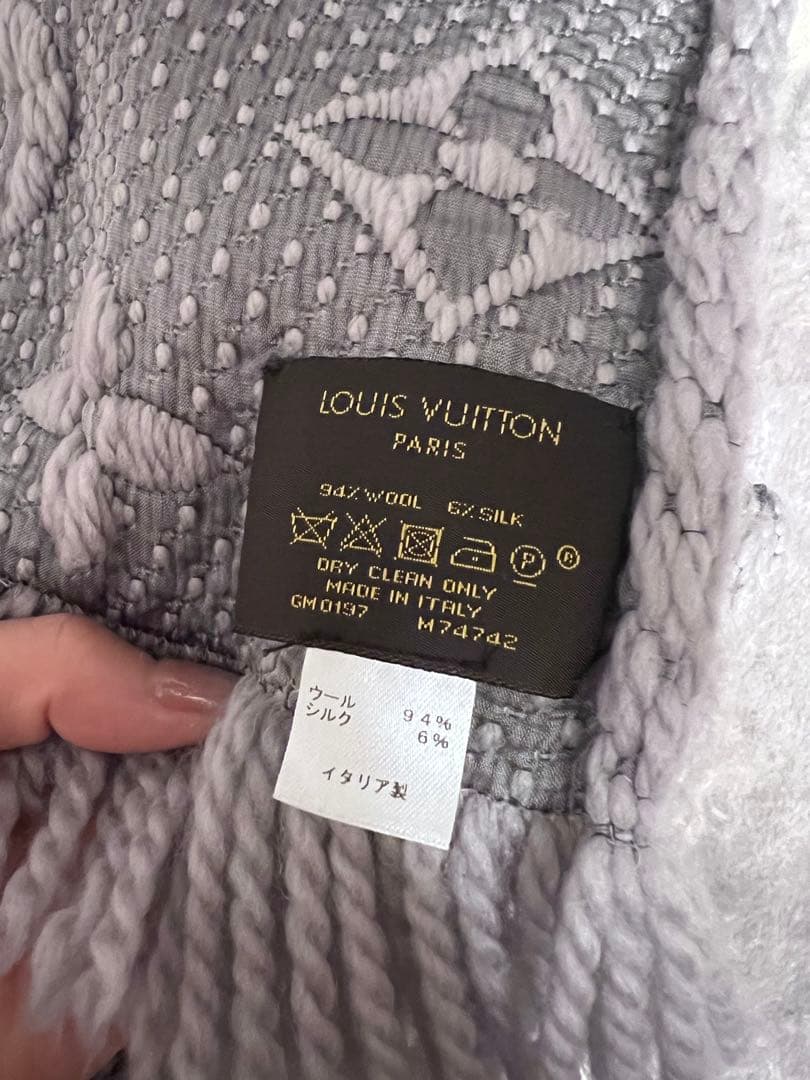 LOUIS VUITTON
PARIS
94% WOOL 6% SILK
P ®
DRY CLEAN ONLY
MADE IN ITALY
GM0197 M74742
ウール 94%
シルク 6%
イタリア製